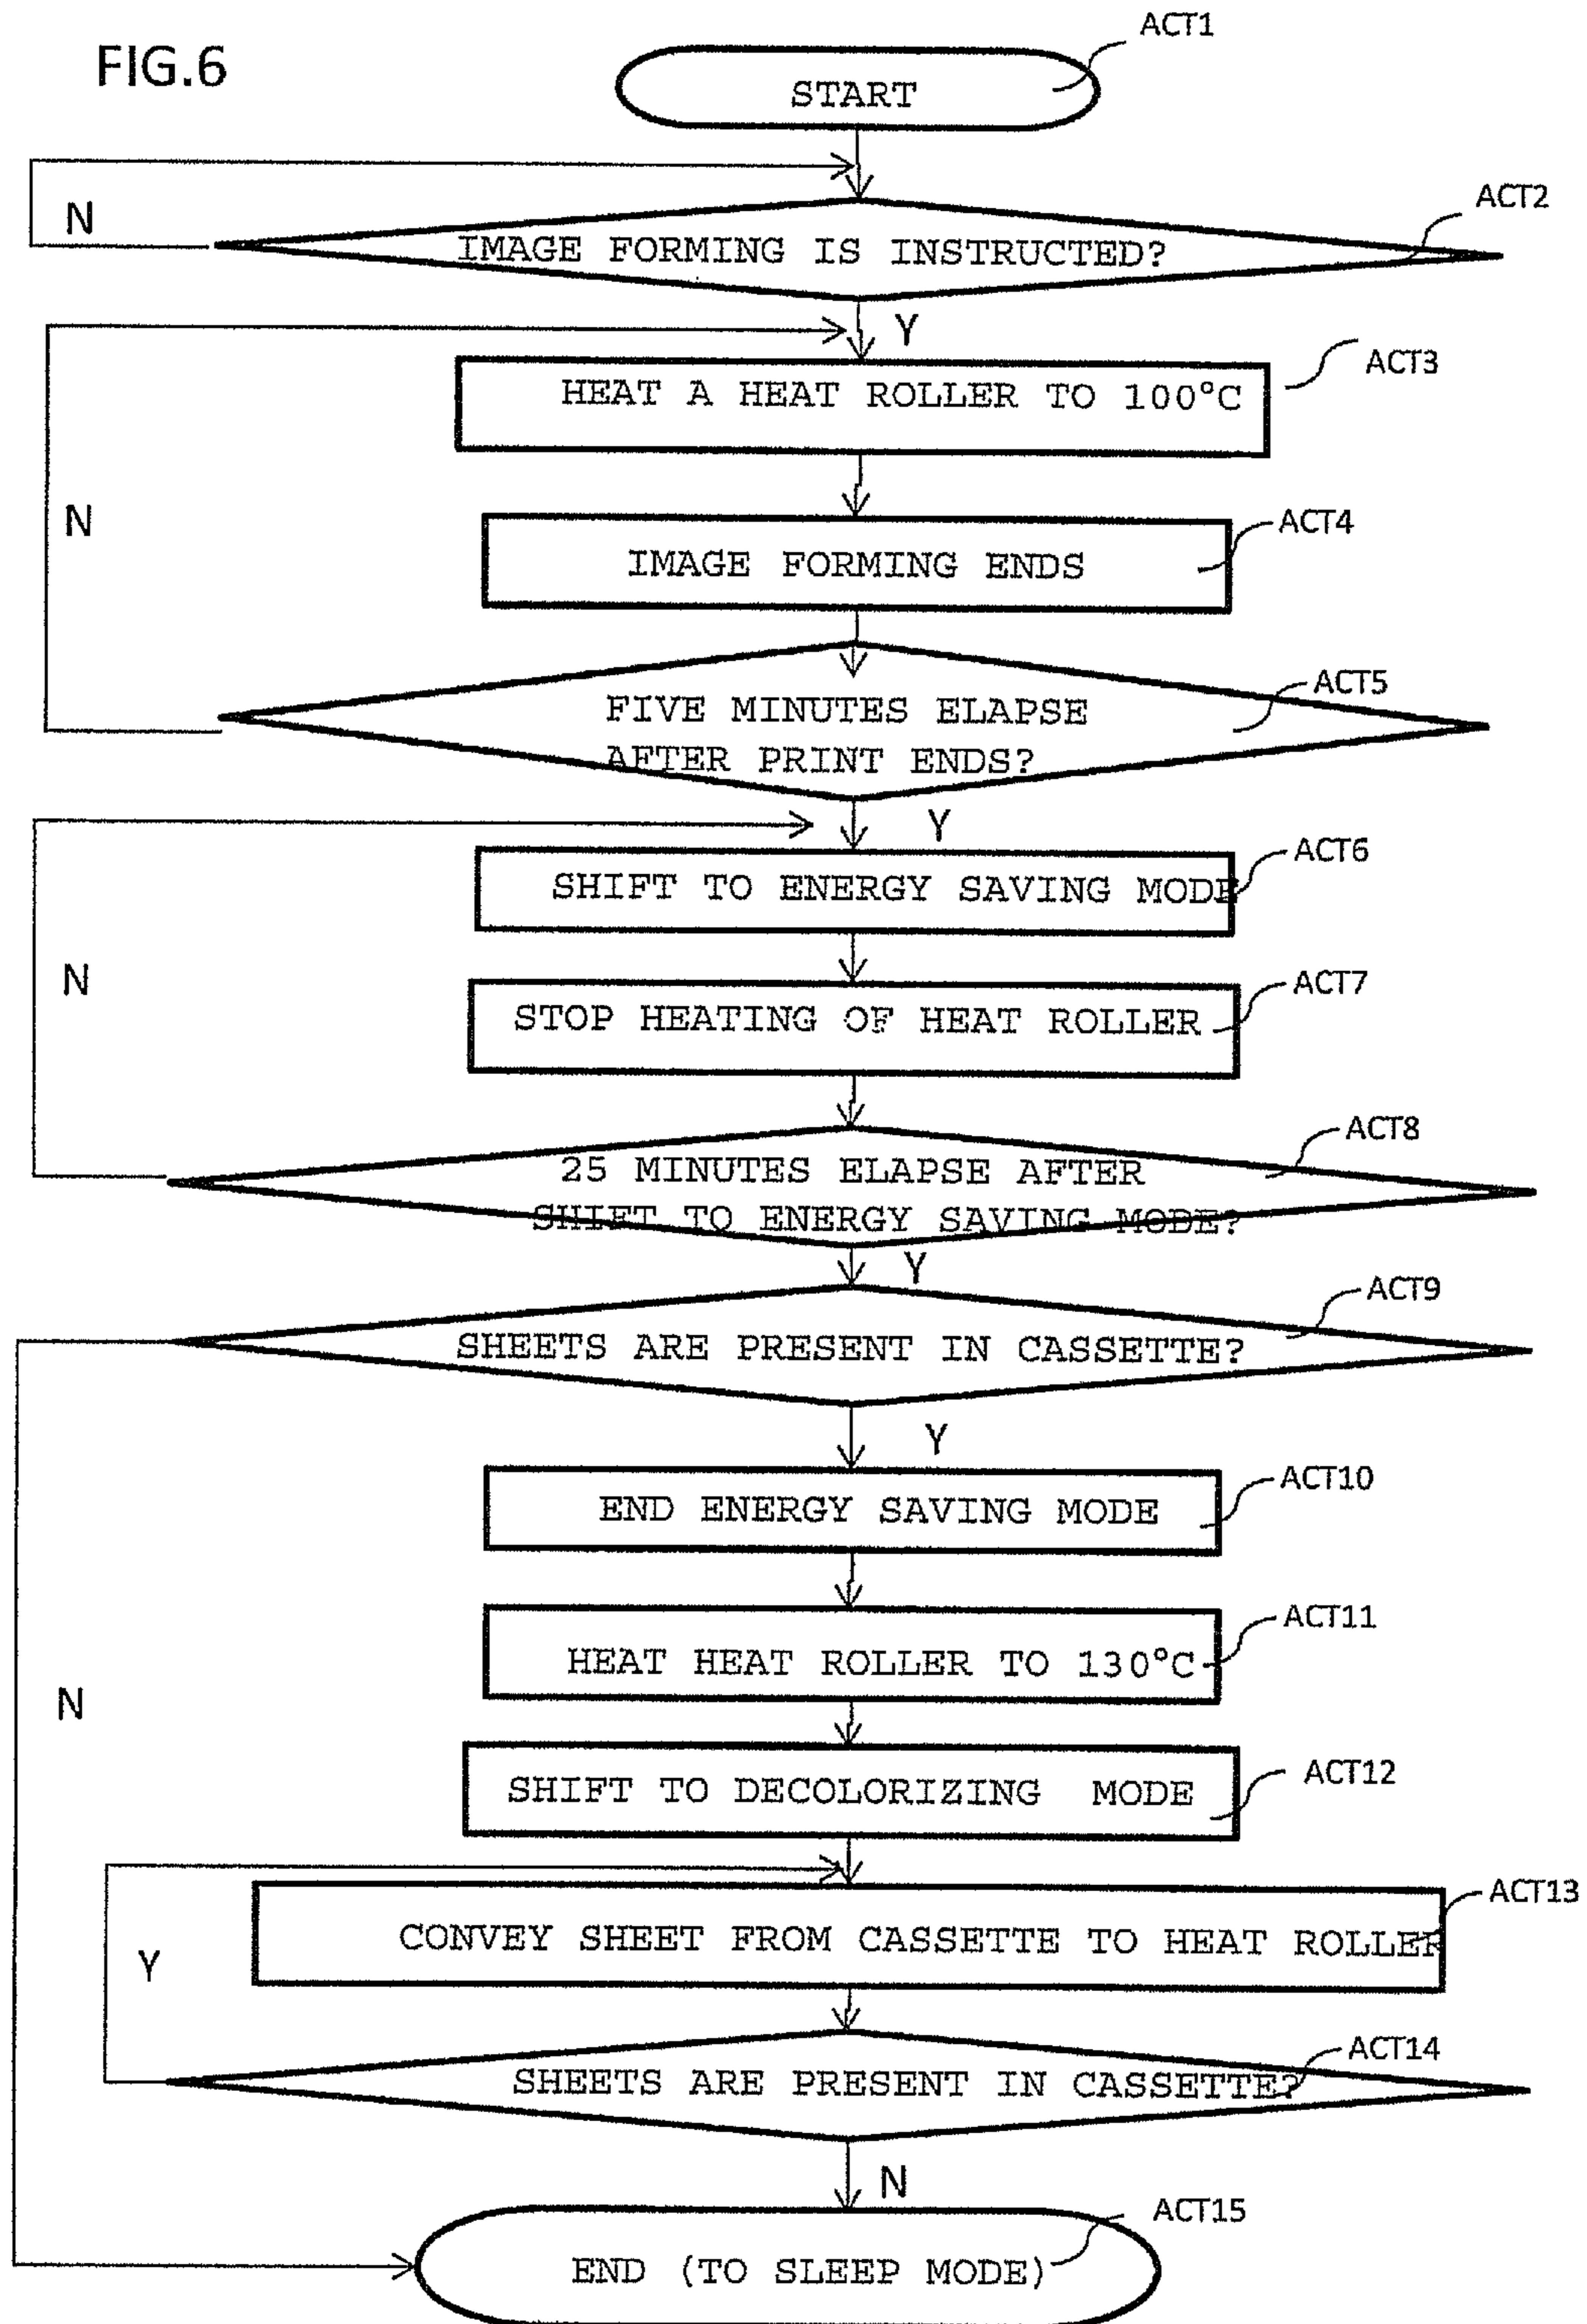 FIG.6
ACT1
START
N
ACT2
IMAGE FORMING IS INSTRUCTED?
Y
ACT3
HEAT A HEAT ROLLER TO 100°C
N
ACT4
IMAGE FORMING ENDS
ACT5
FIVE MINUTES ELAPSE
AFTER PRINT ENDS?
Y
ACT6
SHIFT TO ENERGY SAVING MODE
N
ACT7
STOP HEATING OF HEAT ROLLER
ACT8
25 MINUTES ELAPSE AFTER
SHIFT TO ENERGY SAVING MODE?
Y
ACT9
SHEETS ARE PRESENT IN CASSETTE?
Y
ACT10
END ENERGY SAVING MODE
ACT11
HEAT HEAT ROLLER TO 130°C
N
ACT12
SHIFT TO DECOLORIZING MODE
ACT13
CONVEY SHEET FROM CASSETTE TO HEAT ROLLER
Y
ACT14
SHEETS ARE PRESENT IN CASSETTE?
N
ACT15
END (TO SLEEP MODE)